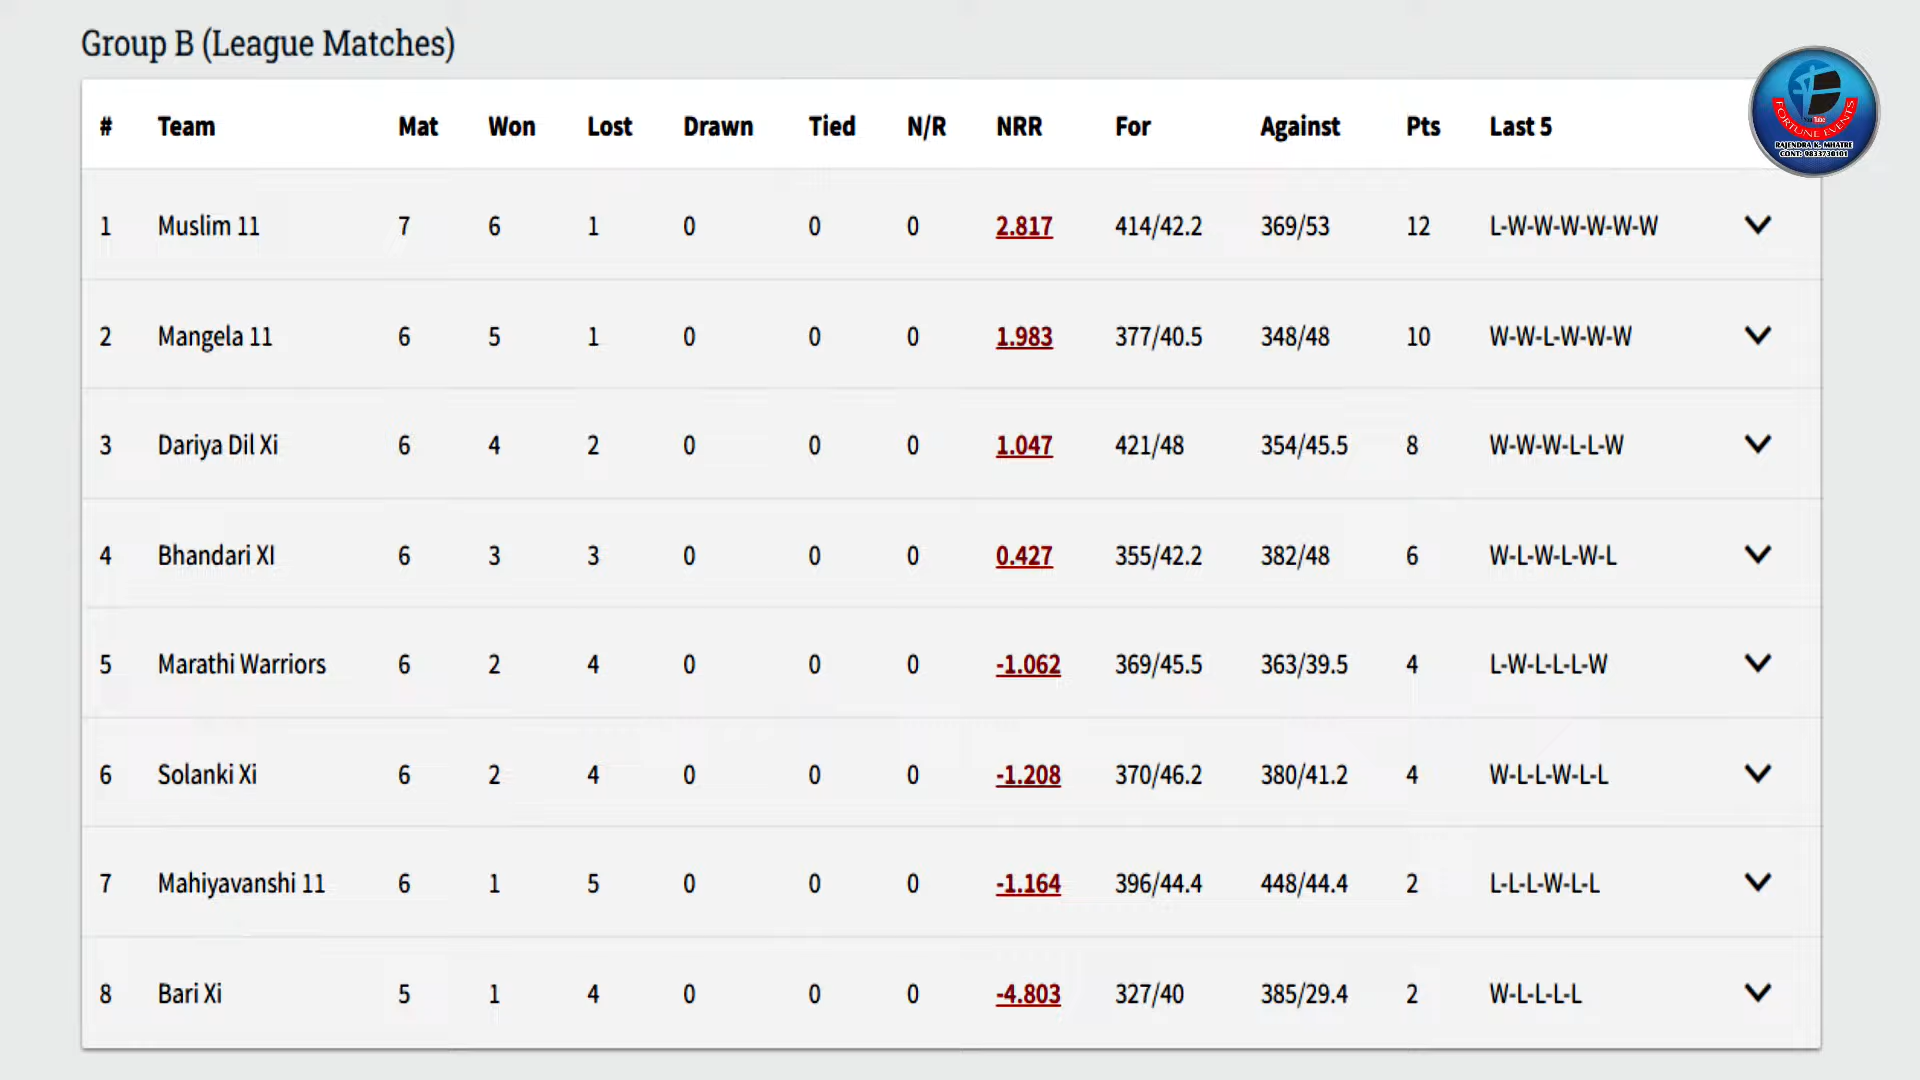 Group B (League Matches)
# Team Mat Won Lost Drawn Tied N/R NRR For Against Pts Last 5
1 Muslim 11 7 6 1 0 0 0 2.817 414/42.2 369/53 12 L-W-W-W-W-W-W
2 Mangela 11 6 5 1 0 0 0 1.983 377/40.5 348/48 10 W-W-L-W-W-W
3 Dariya Dil Xi 6 4 2 0 0 0 1.047 421/48 354/45.5 8 W-W-W-L-L-W
4 Bhandari XI 6 3 3 0 0 0 0.427 355/42.2 382/48 6 W-L-W-L-W-L
5 Marathi Warriors 6 2 4 0 0 0 -1.062 369/45.5 363/39.5 4 L-W-L-L-L-W
6 Solanki Xi 6 2 4 0 0 0 -1.208 370/46.2 380/41.2 4 W-L-L-W-L-L
7 Mahiyavanshi 11 6 1 5 0 0 0 -1.164 396/44.4 448/44.4 2 L-L-L-W-L-L
8 Bari Xi 5 1 4 0 0 0 -4.803 327/40 385/29.4 2 W-L-L-L-L
FORTUNE EVENTS
RAJENDRA K. MHATRE
CONT: 9833730101